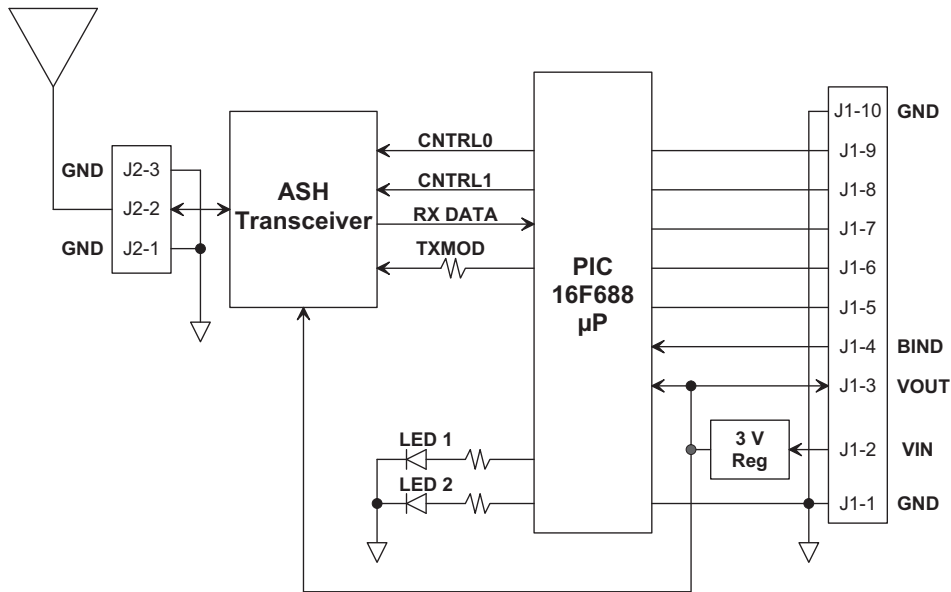 GND
J2-3
J2-2
GND
J2-1
ASH
Transceiver
CNTRL0
CNTRL1
RX DATA
TXMOD
LED 1
LED 2
PIC
16F688
µP
3 V
Reg
J1-10 GND
J1-9
J1-8
J1-7
J1-6
J1-5
J1-4 BIND
J1-3 VOUT
J1-2 VIN
J1-1 GND